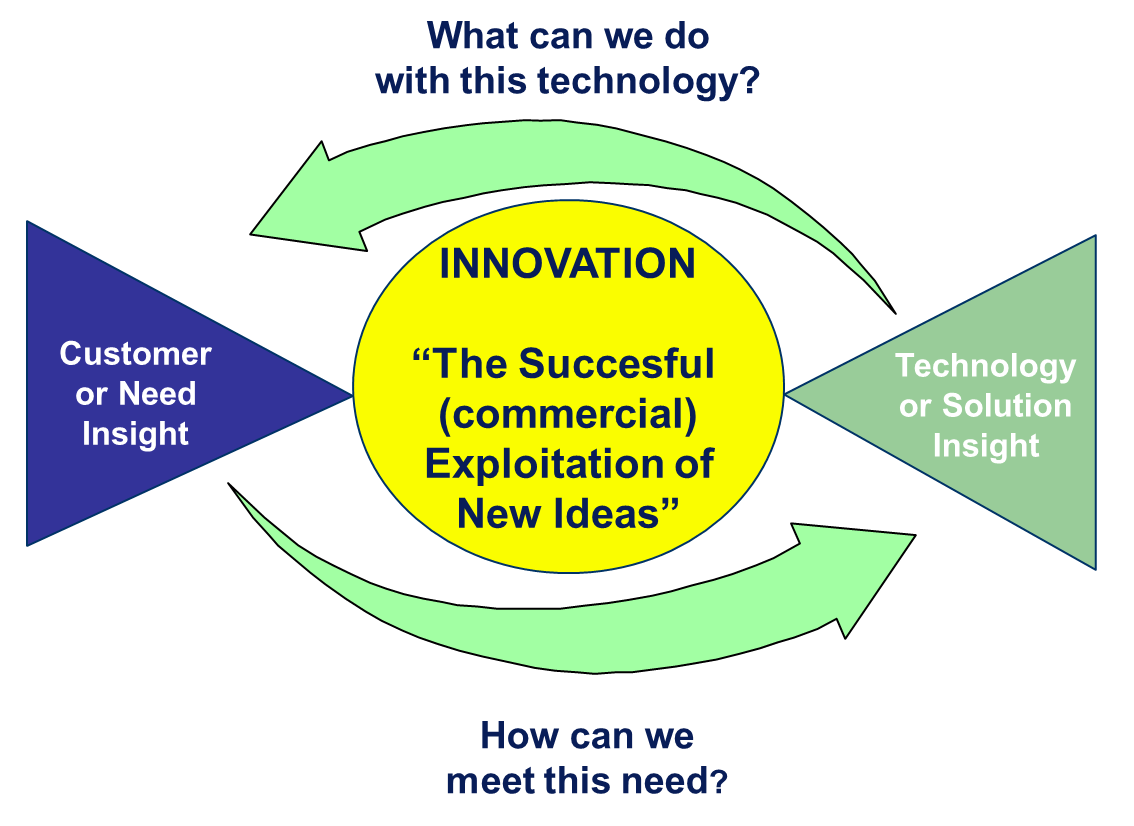 What can we do
with this technology?
INNOVATION
“The Succesful
(commercial)
Exploitation of
New Ideas”
Customer
or Need
Insight
Technology
or Solution
Insight
How can we
meet this need?